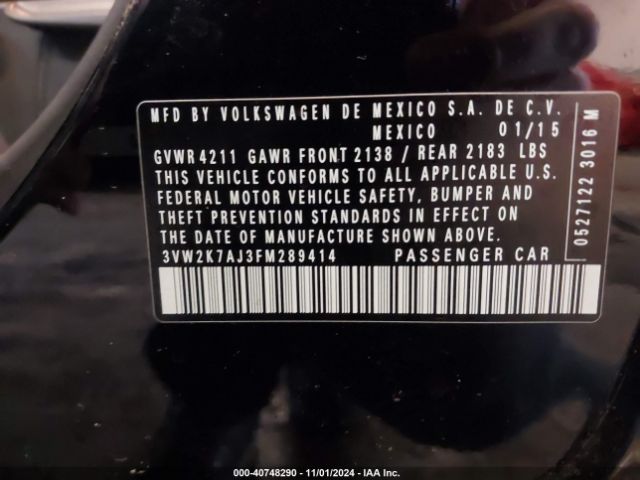 MFD BY VOLKSWAGEN DE MEXICO S.A. DE C.V.
MEXICO 01/15
GVWR 4211 GAWR FRONT 2138 / REAR 2183 LBS
THIS VEHICLE CONFORMS TO ALL APPLICABLE U.S.
FEDERAL MOTOR VEHICLE SAFETY, BUMPER AND
THEFT PREVENTION STANDARDS IN EFFECT ON
THE DATE OF MANUFACTURE SHOWN ABOVE.
3VW2K7AJ3FM289414 PASSENGER CAR
0527122 3016 M
000-40748290 - 11/01/2024 - IAA Inc.